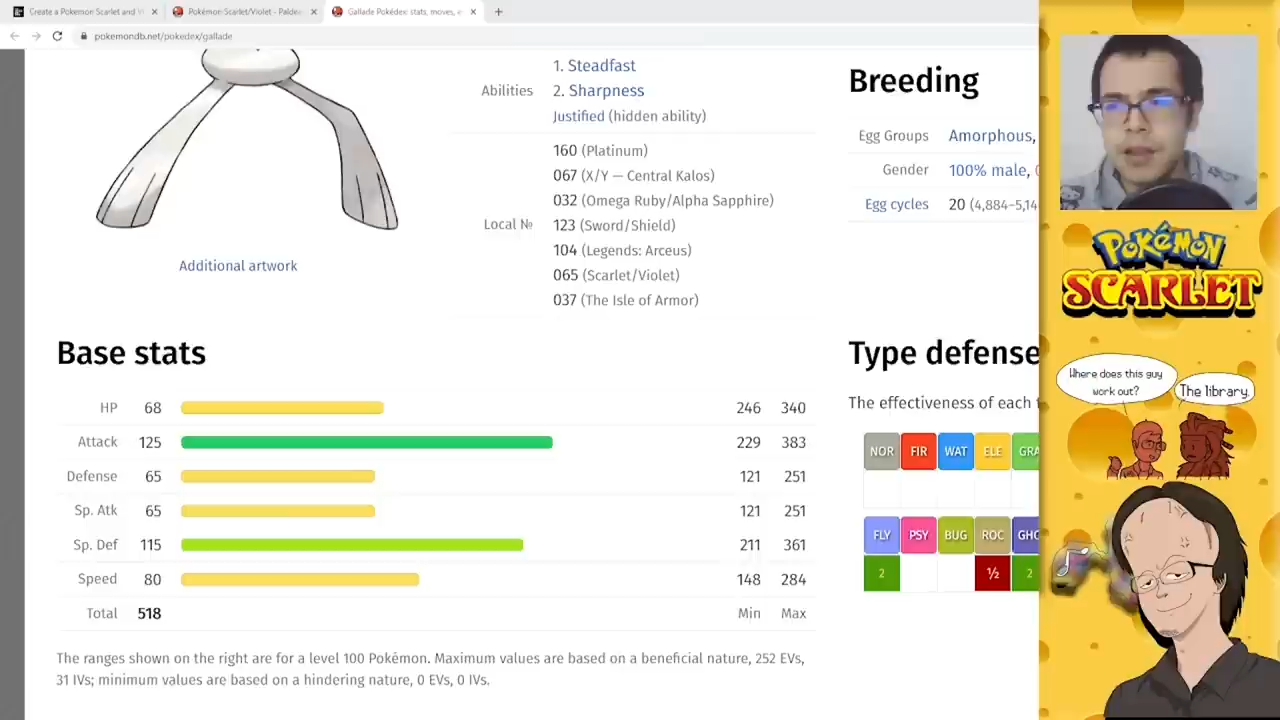 Create a Pokemon Scarlet and Vi
Pokémon Scarlet/Violet - Paldea
Gallade Pokédex: stats, moves, e
pokemondb.net/pokedex/gallade
Abilities
1. Steadfast
2. Sharpness
Justified (hidden ability)
Local №
160 (Platinum)
067 (X/Y — Central Kalos)
032 (Omega Ruby/Alpha Sapphire)
123 (Sword/Shield)
104 (Legends: Arceus)
065 (Scarlet/Violet)
037 (The Isle of Armor)
Additional artwork
Breeding
Egg Groups Amorphous,
Gender 100% male, 0
Egg cycles 20 (4,884–5,14
Base stats
HP 68 246 340
Attack 125 229 383
Defense 65 121 251
Sp. Atk 65 121 251
Sp. Def 115 211 361
Speed 80 148 284
Total 518 Min Max
The ranges shown on the right are for a level 100 Pokémon. Maximum values are based on a beneficial nature, 252 EVs,
31 IVs; minimum values are based on a hindering nature, 0 EVs, 0 IVs.
Type defense
The effectiveness of each t
NOR FIR WAT ELE GRA
FLY PSY BUG ROC GHO
2 ½ 2
POKéMON
SCARLET
Where does this guy
work out?
The library.